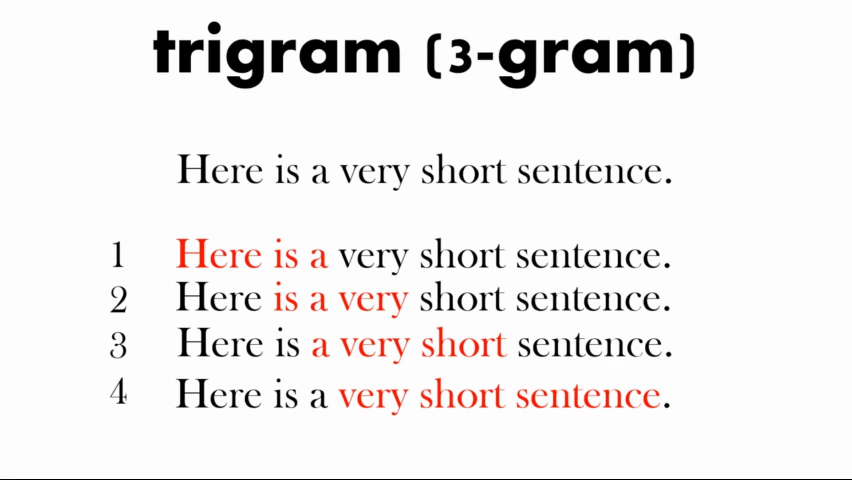 trigram (3-gram)
Here is a very short sentence.
1 Here is a very short sentence.
2 Here is a very short sentence.
3 Here is a very short sentence.
4 Here is a very short sentence.